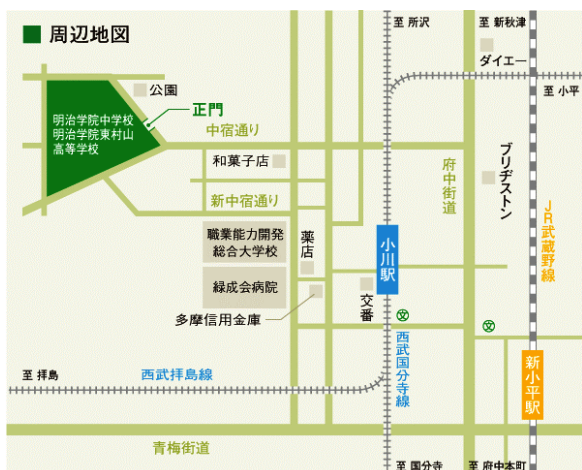 周辺地図
至 所沢
至 新秋津
ダイエー
至 小平
公園
正門
明治学院中学校
明治学院東村山
高等学校
中宿通り
和菓子店
府中街道
ブリヂストン
新中宿通り
JR武蔵野線
職業能力開発
総合大学校
薬店
小川駅
緑成会病院
交番
多摩信用金庫
文
文
至 拝島
西武拝島線
西武国分寺線
新小平駅
青梅街道
至 国分寺
至 府中本町